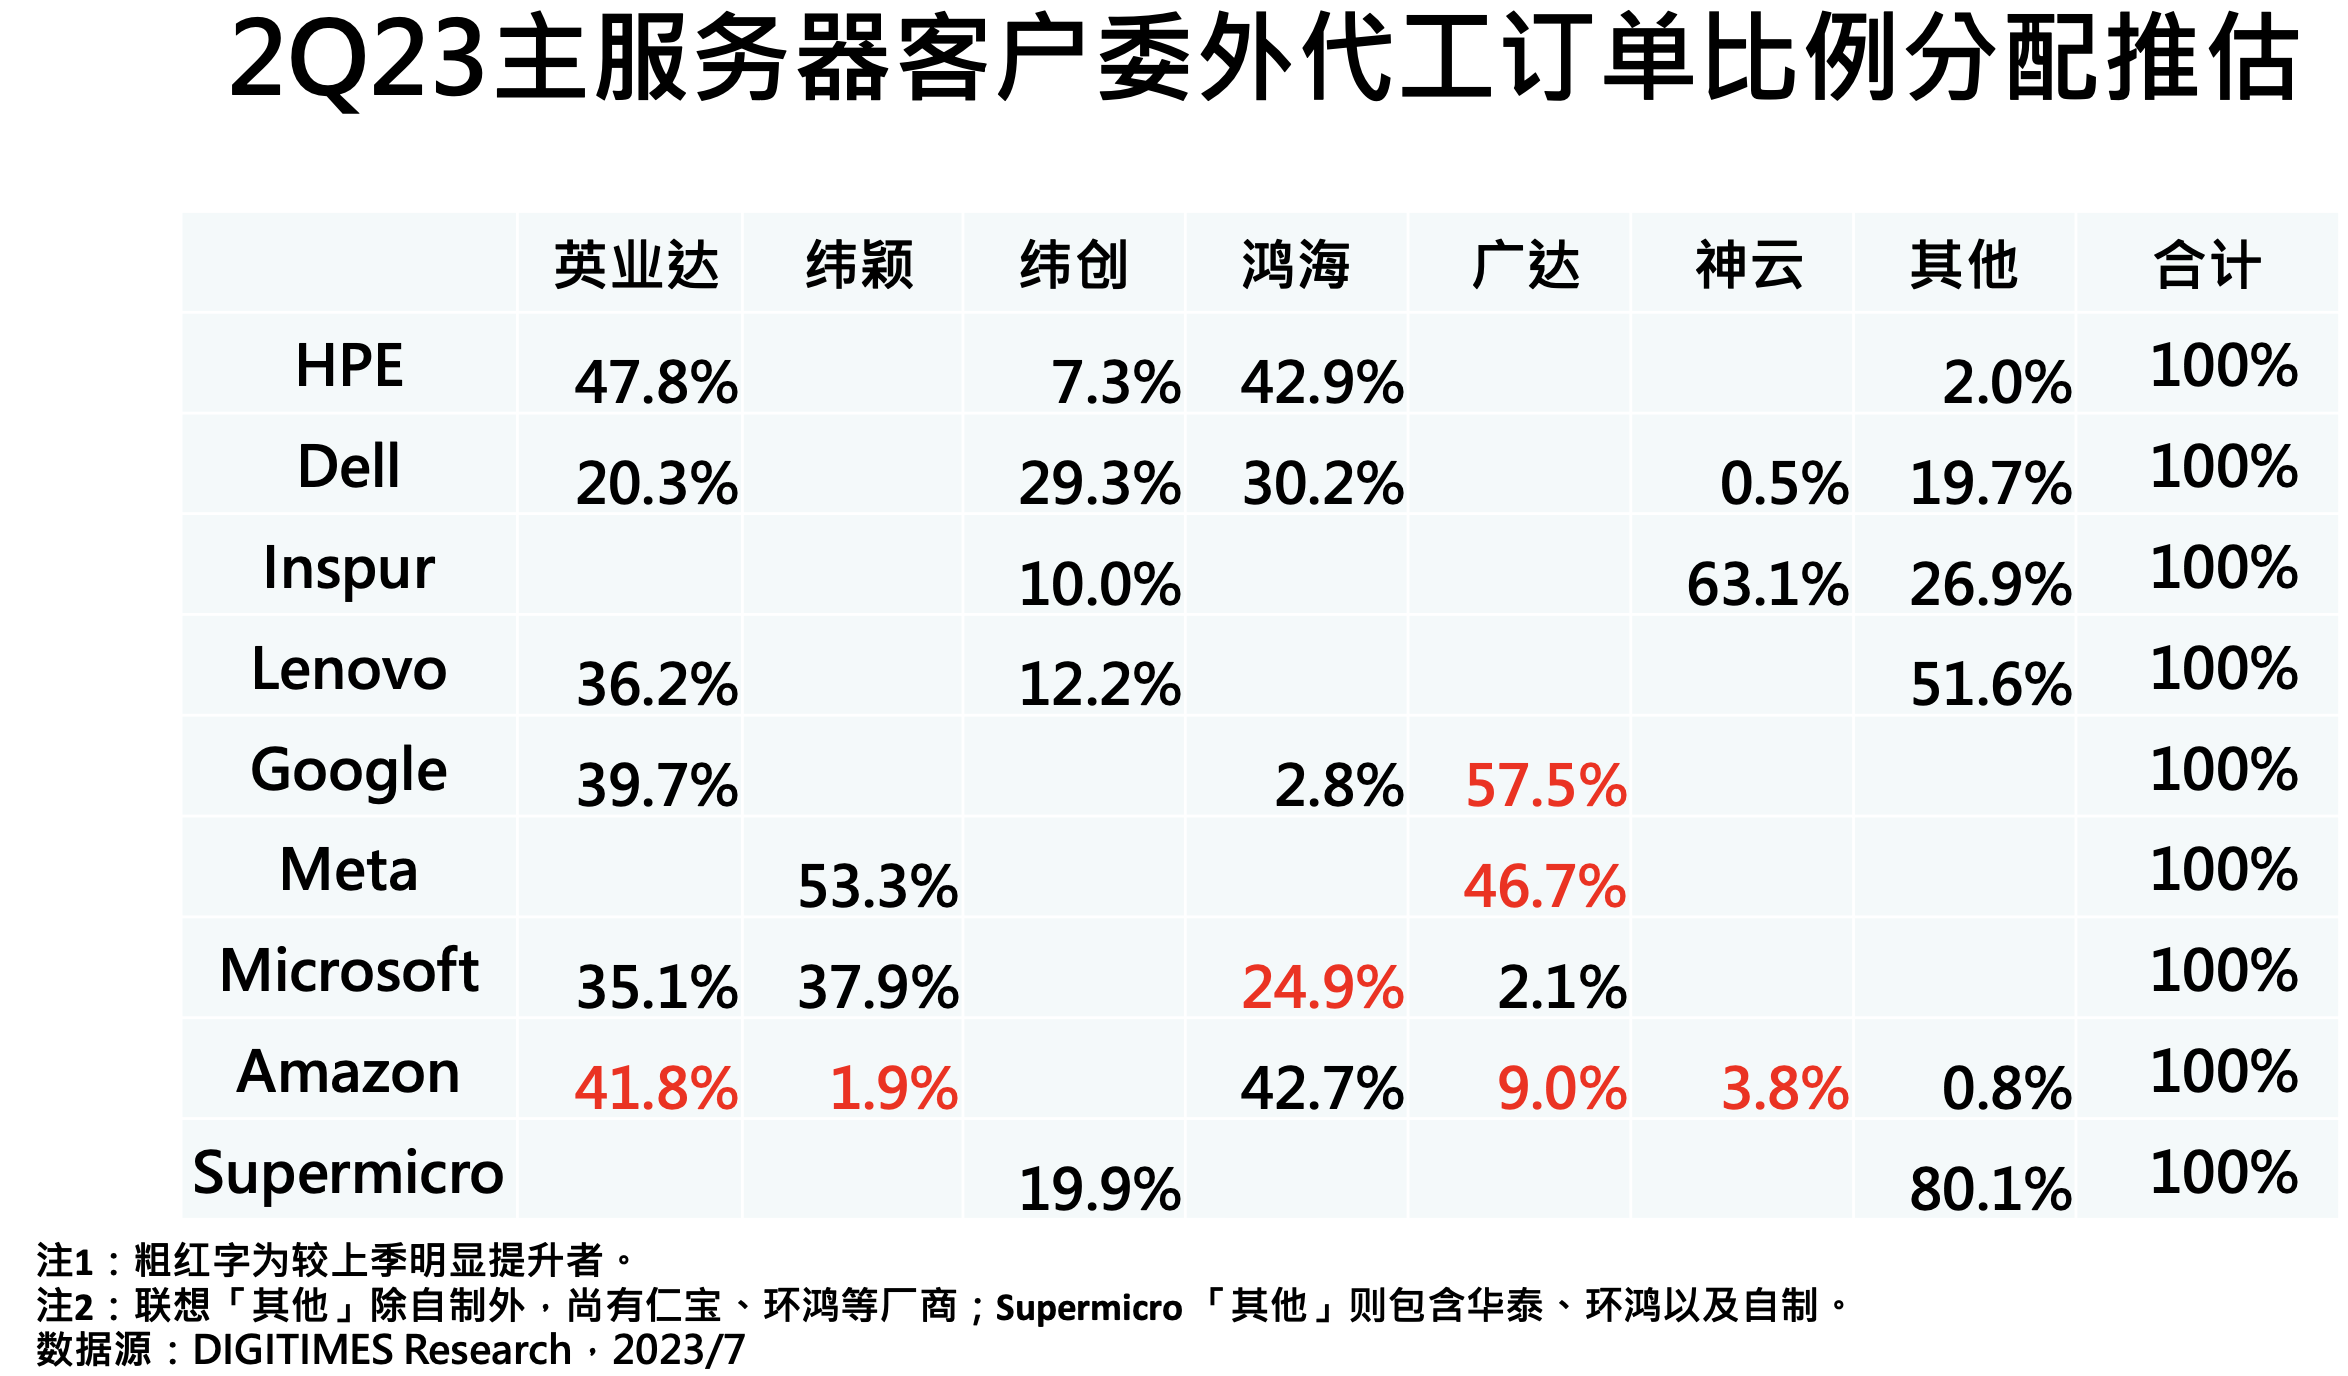 2Q23主服务器客户委外代工订单比例分配推估
英业达 纬颖 纬创 鸿海 广达 神云 其他 合计
HPE 47.8% 7.3% 42.9% 2.0% 100%
Dell 20.3% 29.3% 30.2% 0.5% 19.7% 100%
Inspur 10.0% 63.1% 26.9% 100%
Lenovo 36.2% 12.2% 51.6% 100%
Google 39.7% 2.8% 57.5% 100%
Meta 53.3% 46.7% 100%
Microsoft 35.1% 37.9% 24.9% 2.1% 100%
Amazon 41.8% 1.9% 42.7% 9.0% 3.8% 0.8% 100%
Supermicro 19.9% 80.1% 100%
注1：粗红字为较上季明显提升者。
注2：联想「其他」除自制外，尚有仁宝、环鸿等厂商；Supermicro「其他」则包含华泰、环鸿以及自制。
数据源：DIGITIMES Research，2023/7